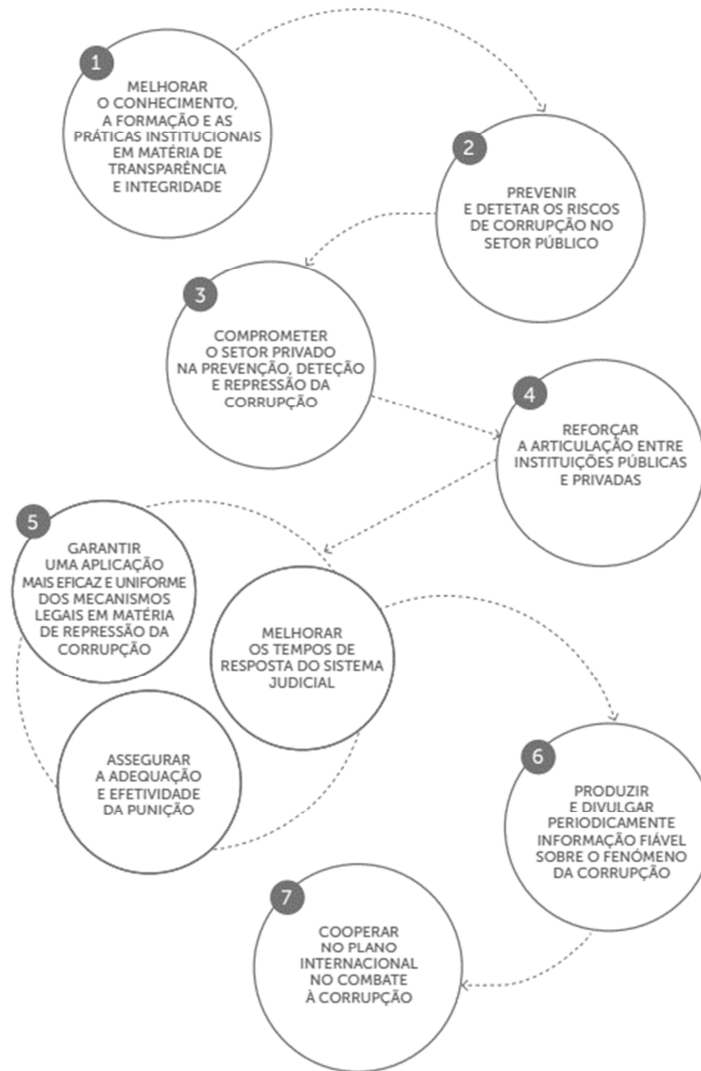 1
MELHORAR
O CONHECIMENTO,
A FORMAÇÃO E AS
PRÁTICAS INSTITUCIONAIS
EM MATÉRIA DE
TRANSPARÊNCIA
E INTEGRIDADE
2
PREVENIR
E DETETAR OS RISCOS
DE CORRUPÇÃO NO
SETOR PÚBLICO
3
COMPROMETER
O SETOR PRIVADO
NA PREVENÇÃO, DETEÇÃO
E REPRESSÃO DA
CORRUPÇÃO
4
REFORÇAR
A ARTICULAÇÃO ENTRE
INSTITUIÇÕES PÚBLICAS
E PRIVADAS
5
GARANTIR
UMA APLICAÇÃO
MAIS EFICAZ E UNIFORME
DOS MECANISMOS
LEGAIS EM MATÉRIA
DE REPRESSÃO DA
CORRUPÇÃO
MELHORAR
OS TEMPOS DE
RESPOSTA DO SISTEMA
JUDICIAL
ASSEGURAR
A ADEQUAÇÃO
E EFETIVIDADE
DA PUNIÇÃO
6
PRODUZIR
E DIVULGAR
PERIODICAMENTE
INFORMAÇÃO FIÁVEL
SOBRE O FENÓMENO
DA CORRUPÇÃO
7
COOPERAR
NO PLANO
INTERNACIONAL
NO COMBATE
À CORRUPÇÃO